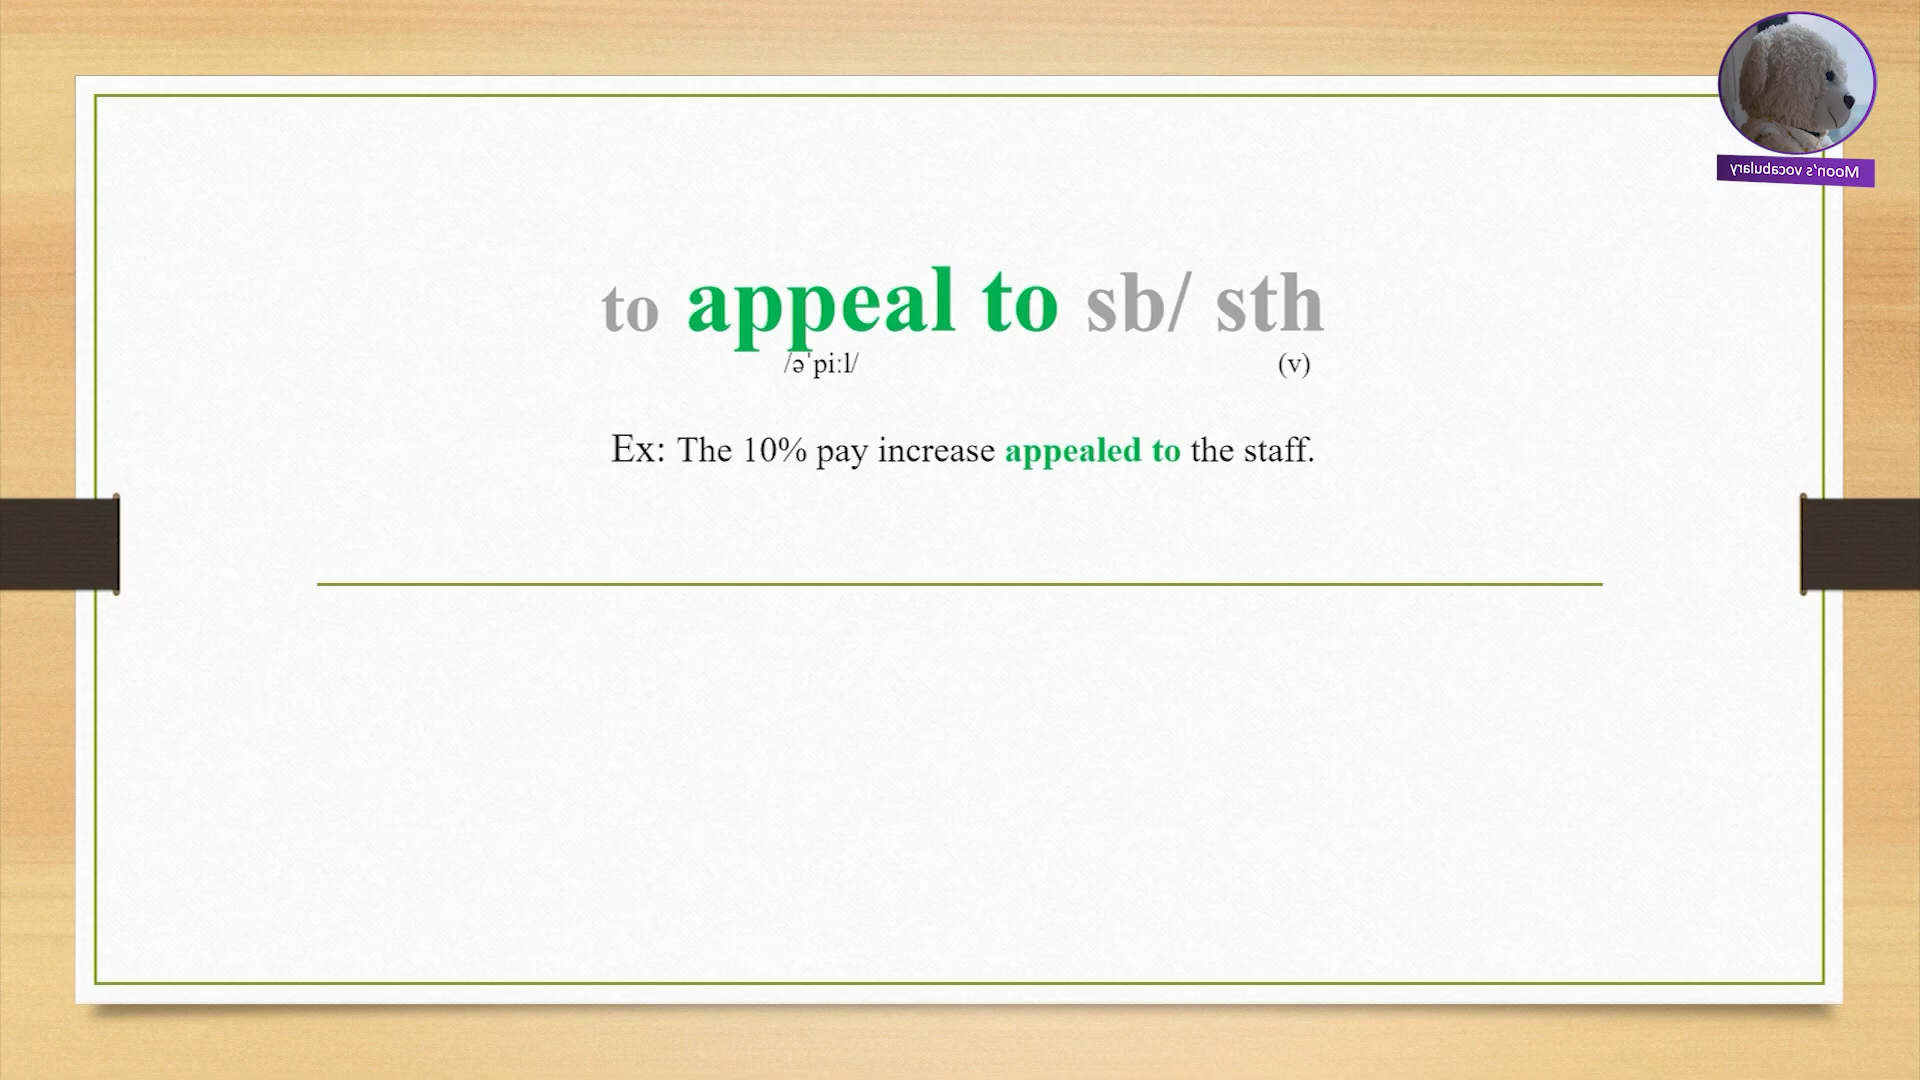 Moon's vocabulary
to appeal to sb/ sth
/əˈpiːl/ (v)
Ex: The 10% pay increase appealed to the staff.